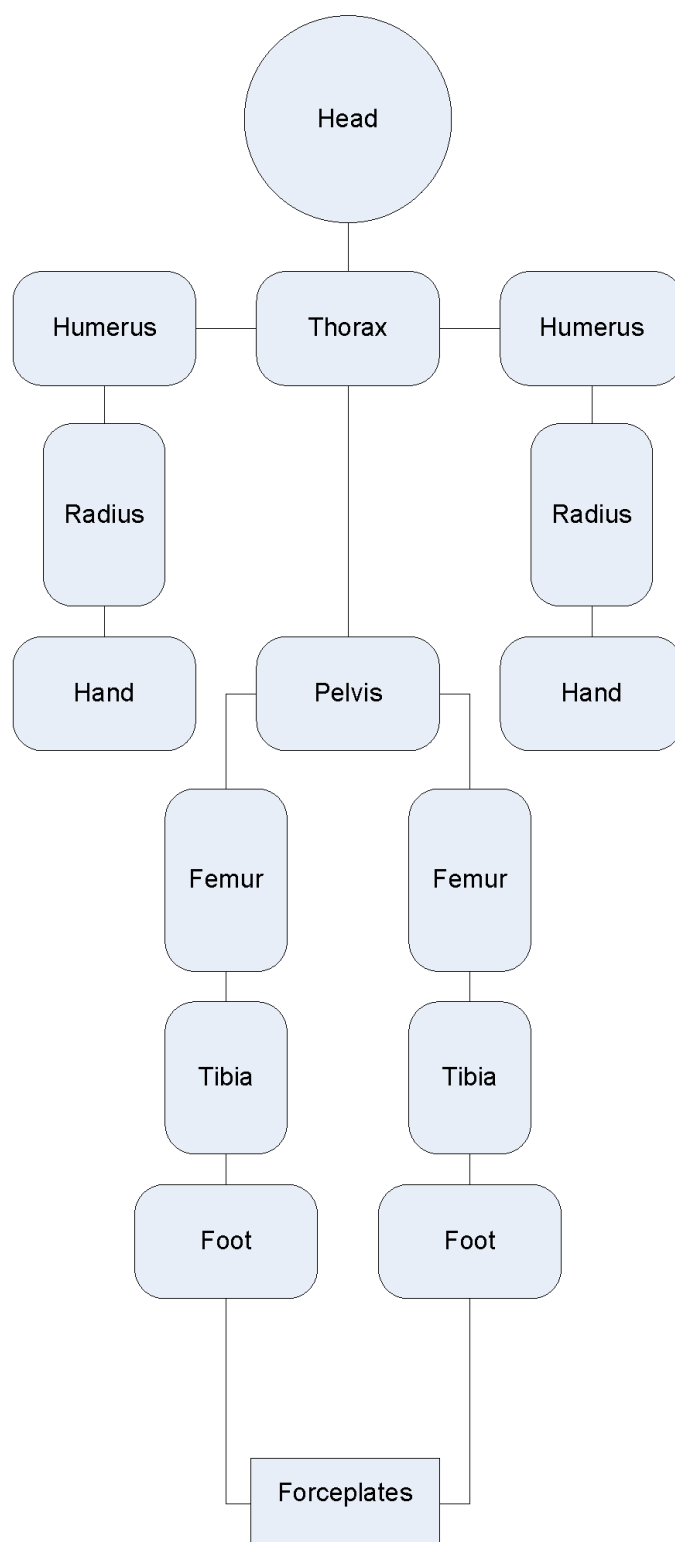 Head
Humerus
Thorax
Humerus
Radius
Radius
Hand
Pelvis
Hand
Femur
Femur
Tibia
Tibia
Foot
Foot
Forceplates